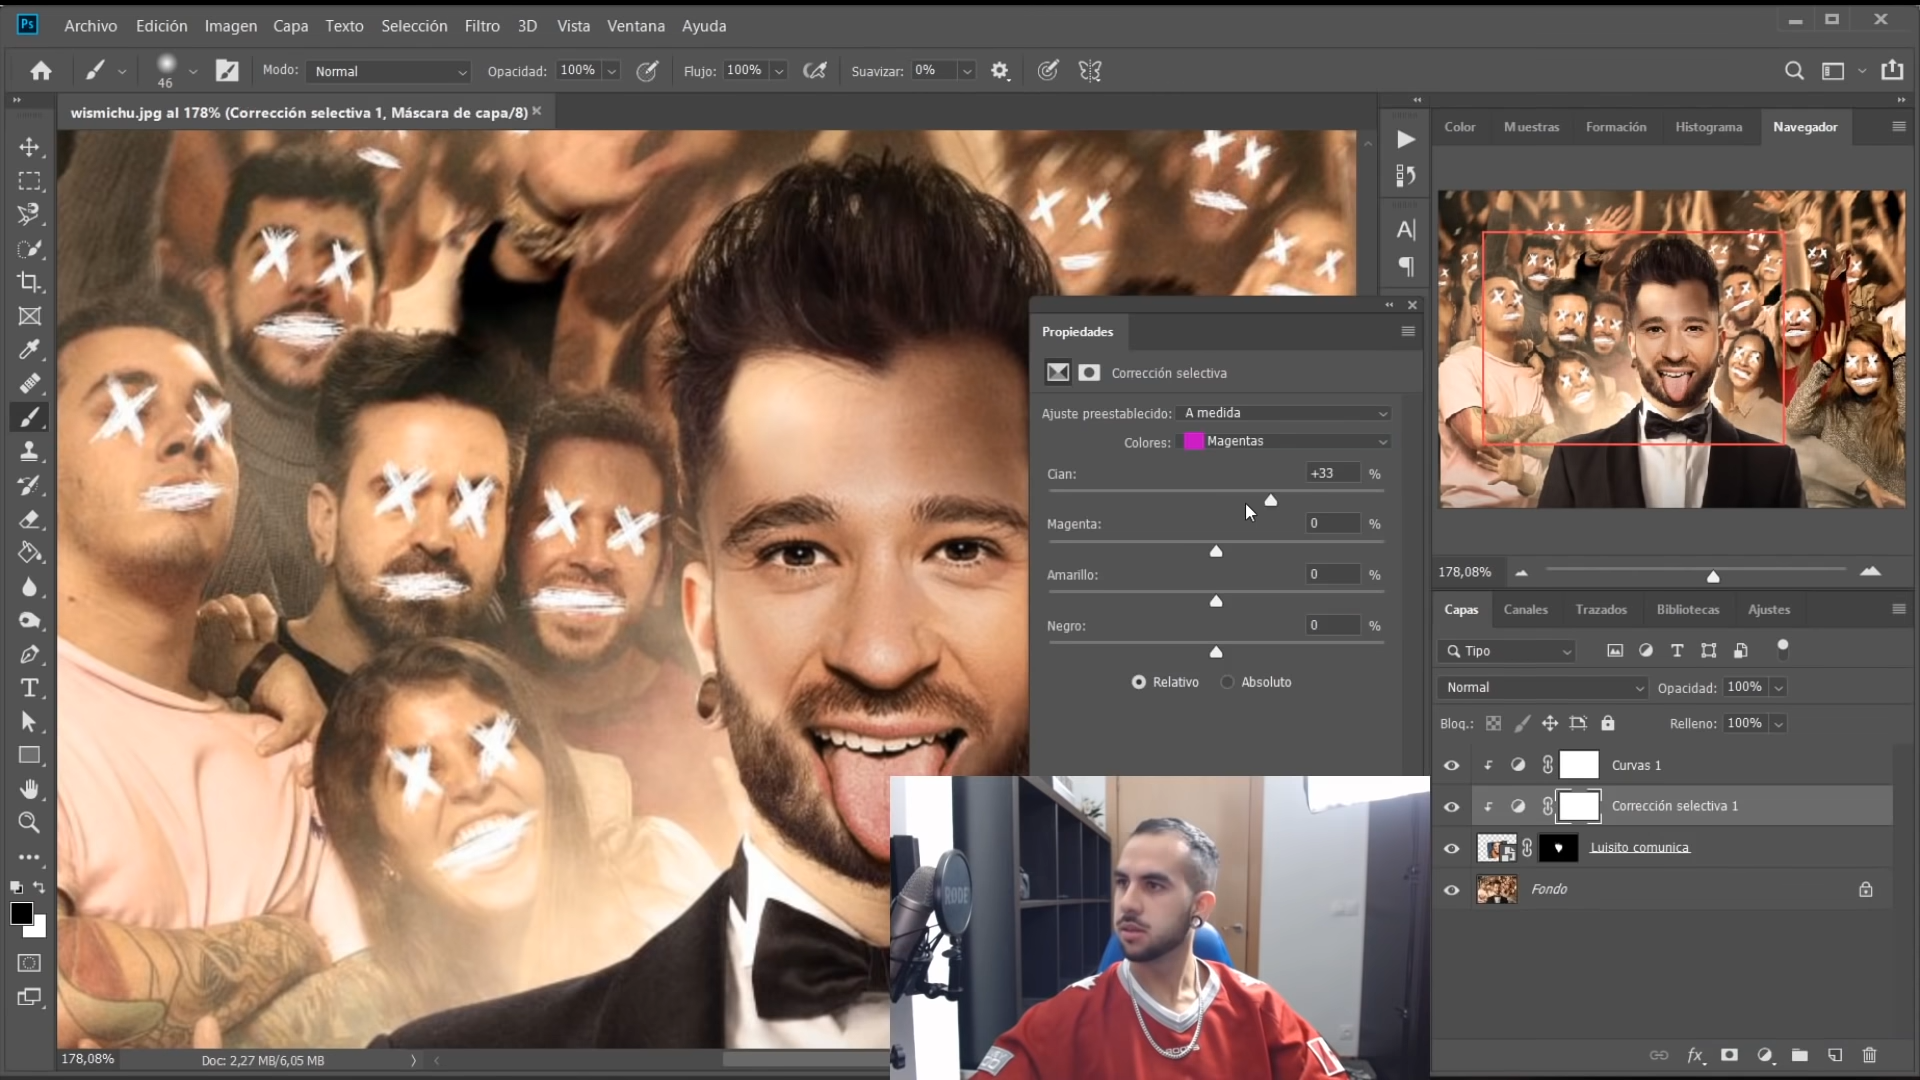 Ps
Archivo Edición Imagen Capa Texto Selección Filtro 3D Vista Ventana Ayuda
46
Modo: Normal Opacidad: 100% Flujo: 100% Suavizar: 0%
wismichu.jpg al 178% (Corrección selectiva 1, Máscara de capa/8)
Color Muestras Formación Histograma Navegador
Propiedades
Corrección selectiva
Ajuste preestablecido: A medida
Colores: Magentas
Cian: +33 %
Magenta: 0 %
Amarillo: 0 %
Negro: 0 %
Relativo Absoluto
178,08%
Capas Canales Trazados Bibliotecas Ajustes
Tipo
Normal Opacidad: 100%
Bloq.: Relleno: 100%
Curvas 1
Corrección selectiva 1
Luisito comunica
Fondo
RODE
178,08% Doc: 2,27 MB/6,05 MB
fx